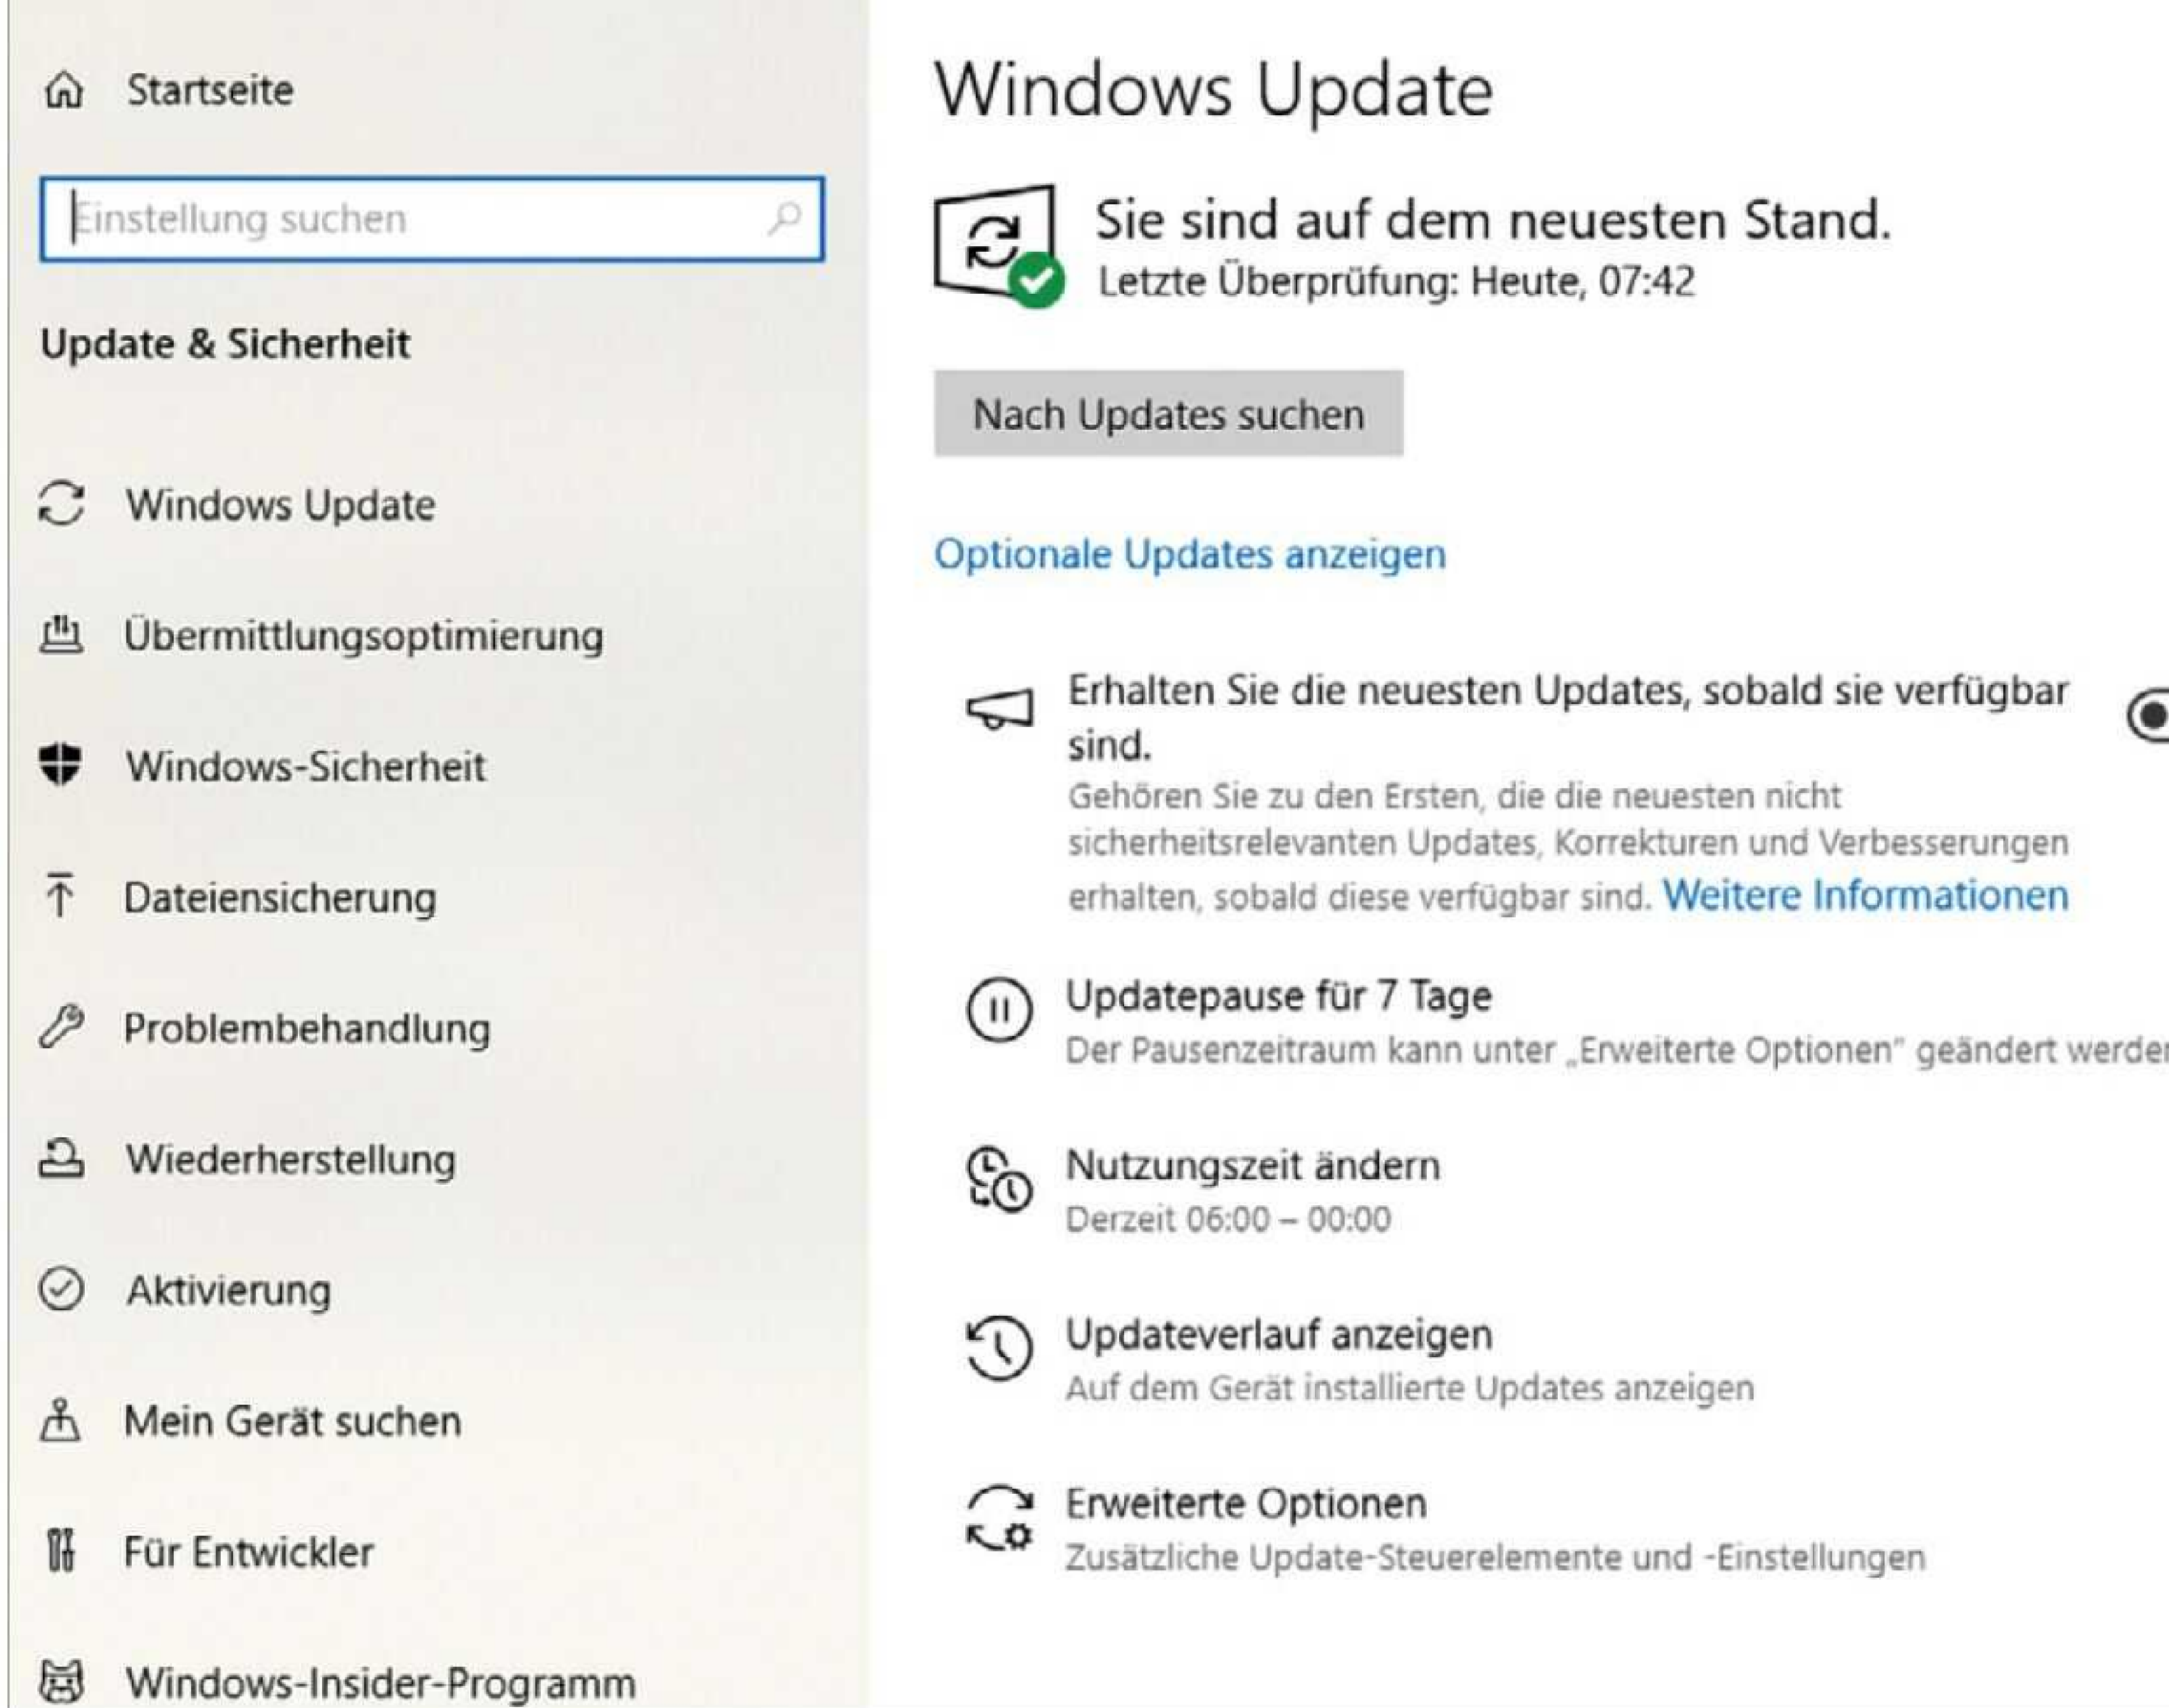 Startseite
Einstellung suchen
Update & Sicherheit
Windows Update
Übermittlungsoptimierung
Windows-Sicherheit
Dateiensicherung
Problembehandlung
Wiederherstellung
Aktivierung
Mein Gerät suchen
Für Entwickler
Windows-Insider-Programm
Windows Update
Sie sind auf dem neuesten Stand.
Letzte Überprüfung: Heute, 07:42
Nach Updates suchen
Optionale Updates anzeigen
Erhalten Sie die neuesten Updates, sobald sie verfügbar
sind.
Gehören Sie zu den Ersten, die die neuesten nicht
sicherheitsrelevanten Updates, Korrekturen und Verbesserungen
erhalten, sobald diese verfügbar sind. Weitere Informationen
Updatepause für 7 Tage
Der Pausenzeitraum kann unter „Erweiterte Optionen" geändert
Nutzungszeit ändern
Derzeit 06:00 – 00:00
Updateverlauf anzeigen
Auf dem Gerät installierte Updates anzeigen
Erweiterte Optionen
Zusätzliche Update-Steuerelemente und -Einstellungen